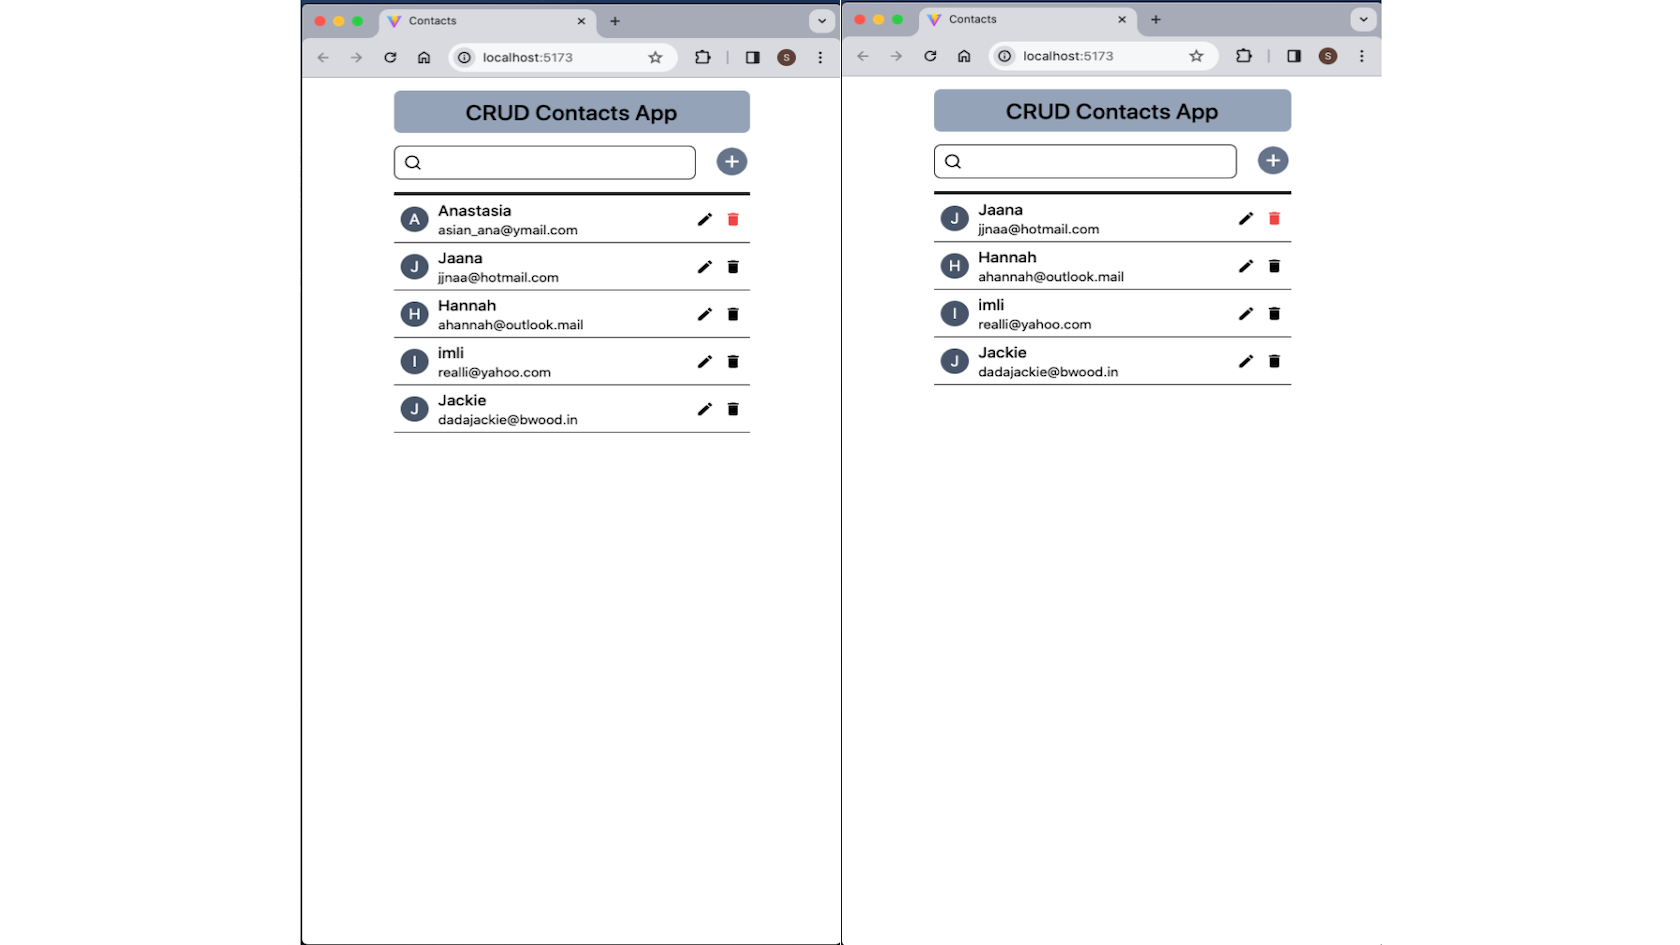 Contacts
localhost:5173
S
CRUD Contacts App
A
Anastasia
asian_ana@ymail.com
J
Jaana
jjnaa@hotmail.com
H
Hannah
ahannah@outlook.mail
I
imli
realli@yahoo.com
J
Jackie
dadajackie@bwood.in
Contacts
localhost:5173
S
CRUD Contacts App
J
Jaana
jjnaa@hotmail.com
H
Hannah
ahannah@outlook.mail
I
imli
realli@yahoo.com
J
Jackie
dadajackie@bwood.in